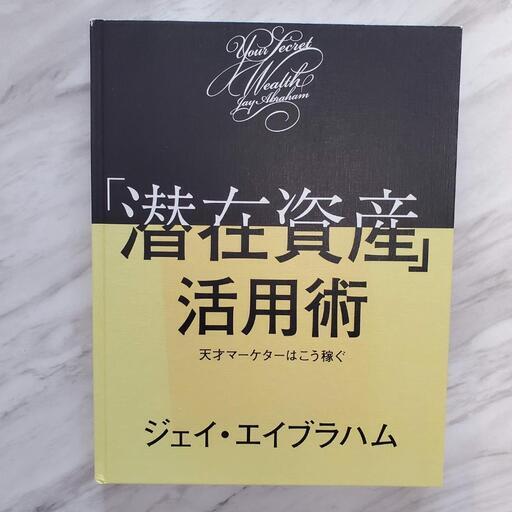 Your Secret
Wealth
Jay Abraham
「潜在資産」
活用術
天才マーケターはこう稼ぐ
ジェイ・エイブラハム